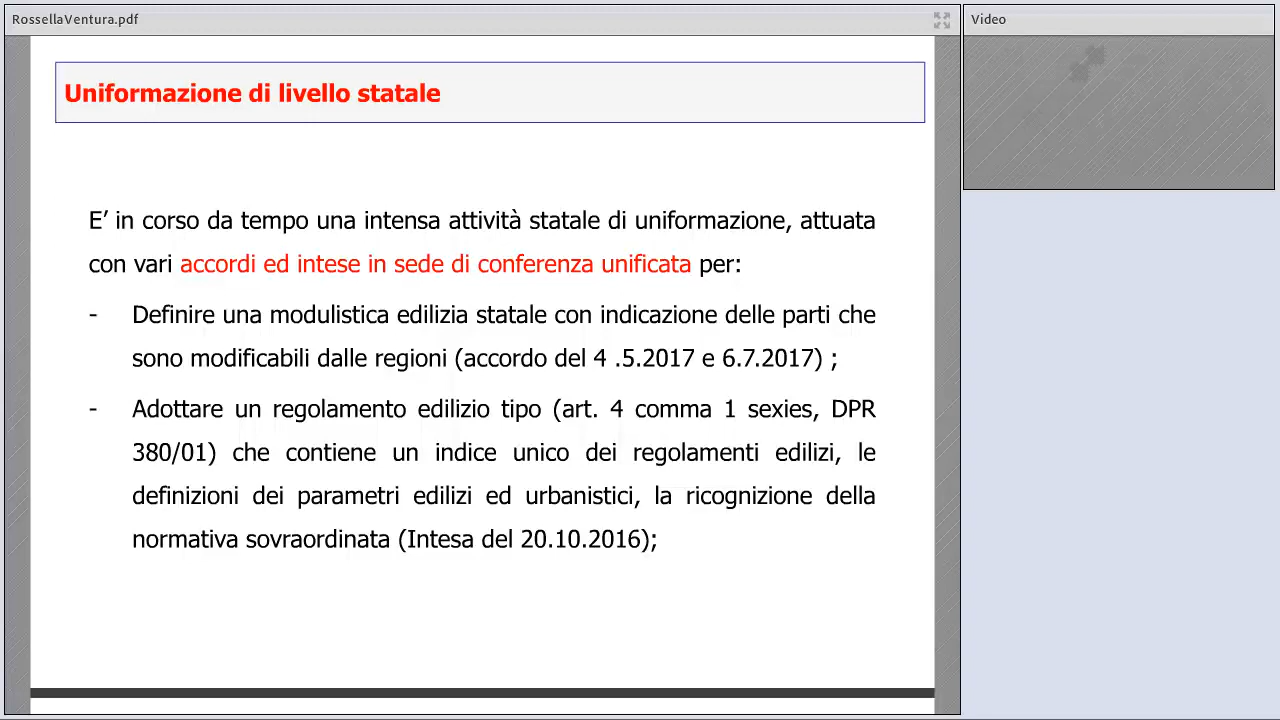 RossellaVentura.pdf
Video
Uniformazione di livello statale
E’ in corso da tempo una intensa attività statale di uniformazione, attuata
con vari accordi ed intese in sede di conferenza unificata per:
- Definire una modulistica edilizia statale con indicazione delle parti che
sono modificabili dalle regioni (accordo del 4 .5.2017 e 6.7.2017) ;
- Adottare un regolamento edilizio tipo (art. 4 comma 1 sexies, DPR
380/01) che contiene un indice unico dei regolamenti edilizi, le
definizioni dei parametri edilizi ed urbanistici, la ricognizione della
normativa sovraordinata (Intesa del 20.10.2016);